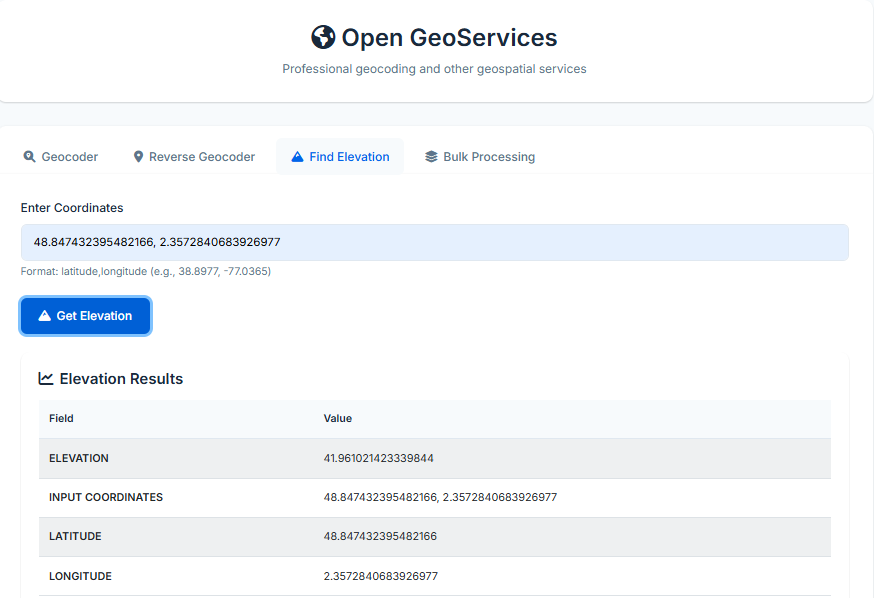 Open GeoServices
Professional geocoding and other geospatial services
Geocoder Reverse Geocoder Find Elevation Bulk Processing
Enter Coordinates
48.847432395482166, 2.3572840683926977
Format: latitude,longitude (e.g., 38.8977, -77.0365)
Get Elevation
Elevation Results
Field Value
ELEVATION 41.961021423339844
INPUT COORDINATES 48.847432395482166, 2.3572840683926977
LATITUDE 48.847432395482166
LONGITUDE 2.3572840683926977